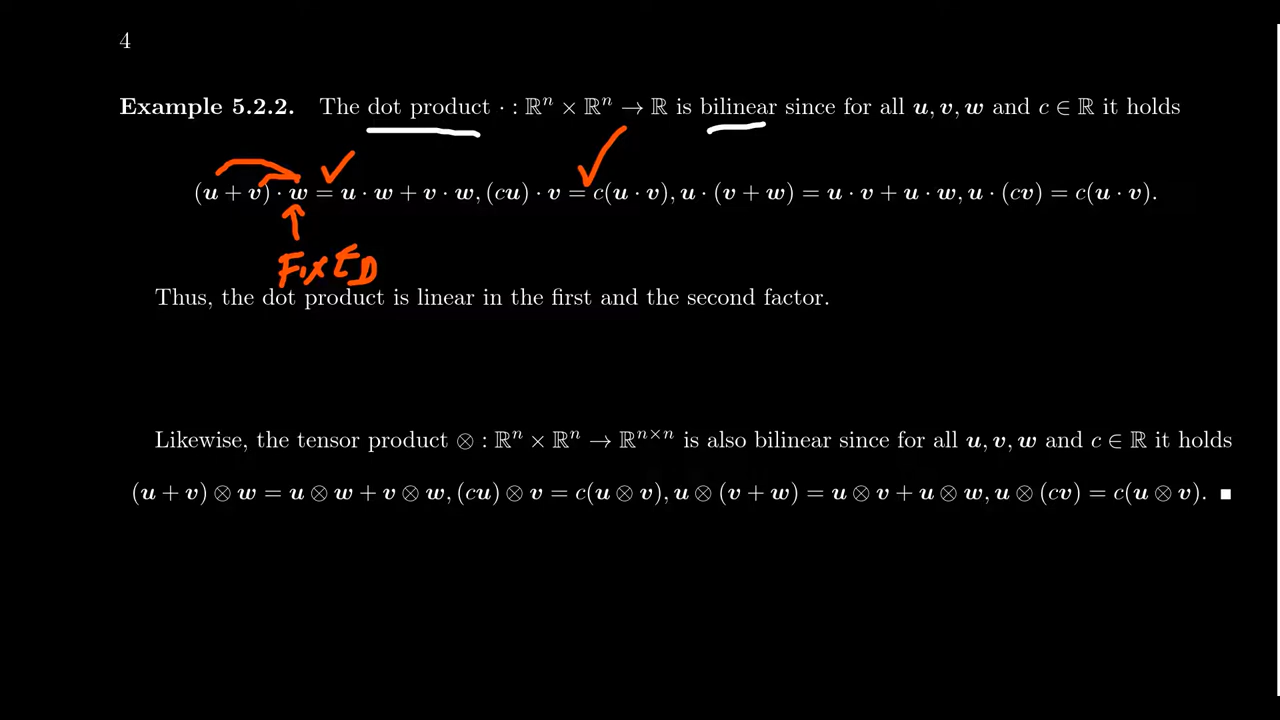 4
Example 5.2.2. The dot product · : ℝⁿ × ℝⁿ → ℝ is bilinear since for all u, v, w and c ∈ ℝ it holds
(u + v) · w = u · w + v · w, (cu) · v = c(u · v), u · (v + w) = u · v + u · w, u · (cv) = c(u · v).
FIXED
Thus, the dot product is linear in the first and the second factor.
Likewise, the tensor product ⊗ : ℝⁿ × ℝⁿ → ℝⁿˣⁿ is also bilinear since for all u, v, w and c ∈ ℝ it holds
(u + v) ⊗ w = u ⊗ w + v ⊗ w, (cu) ⊗ v = c(u ⊗ v), u ⊗ (v + w) = u ⊗ v + u ⊗ w, u ⊗ (cv) = c(u ⊗ v). ■